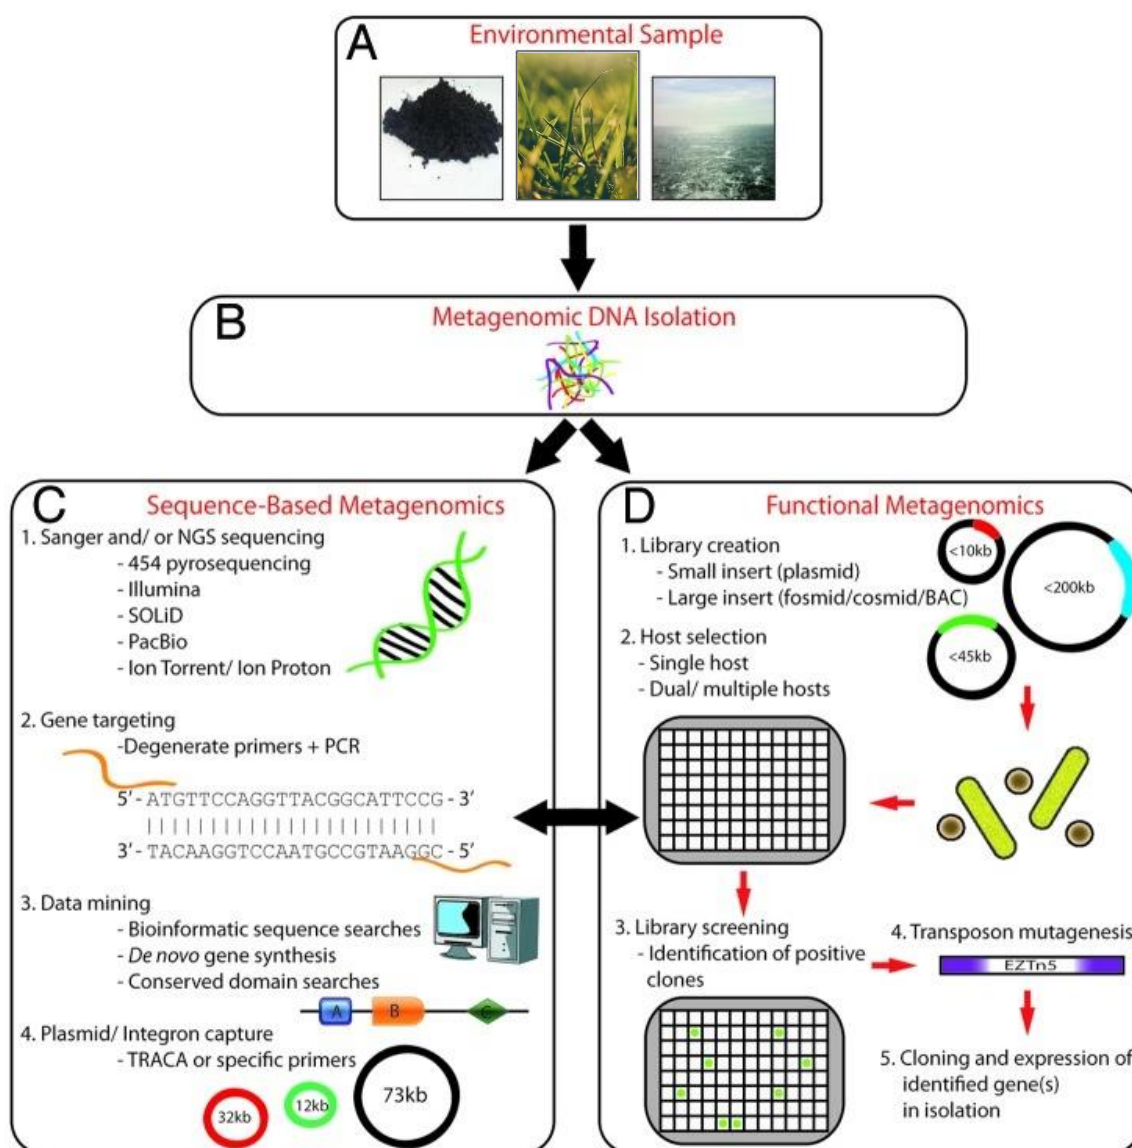 A
Environmental Sample
B
Metagenomic DNA Isolation
C
Sequence-Based Metagenomics
1. Sanger and/ or NGS sequencing
- 454 pyrosequencing
- Illumina
- SOLiD
- PacBio
- Ion Torrent/ Ion Proton
2. Gene targeting
-Degenerate primers + PCR
5'- ATGTTCCAGGTTACGGCATTCCG - 3'
3'- TACAAGGTCCAATGCCGTAAGGC - 5'
3. Data mining
- Bioinformatic sequence searches
- De novo gene synthesis
- Conserved domain searches
A
B
C
4. Plasmid/ Integron capture
- TRACA or specific primers
32kb
12kb
73kb
D
Functional Metagenomics
1. Library creation
- Small insert (plasmid)
- Large insert (fosmid/cosmid/BAC)
<10kb
<200kb
<45kb
2. Host selection
- Single host
- Dual/ multiple hosts
3. Library screening
- Identification of positive
clones
4. Transposon mutagenesis
EZTn5
5. Cloning and expression of
identified gene(s)
in isolation